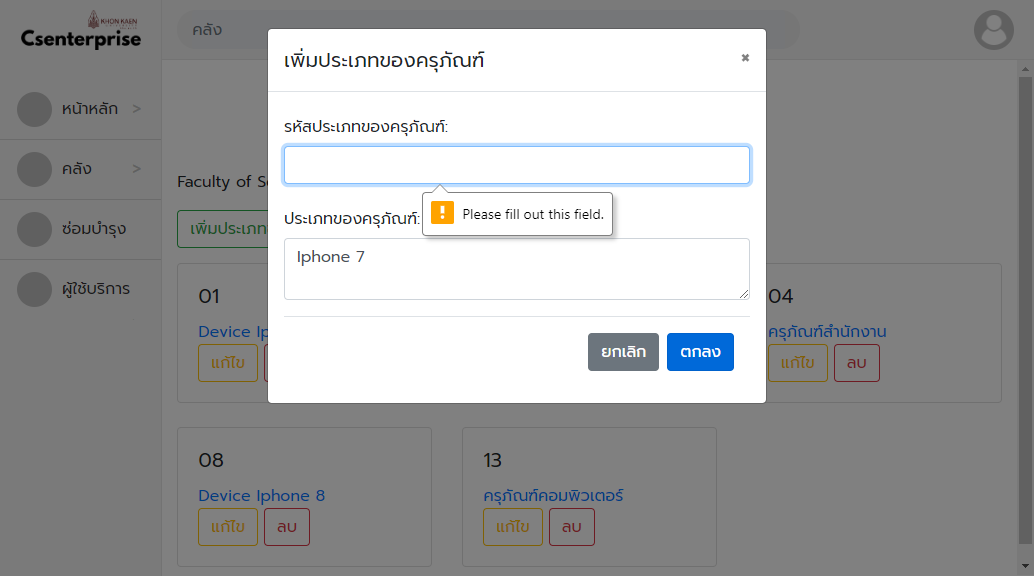 KHON KAEN
Csenterprise
คลัง
หน้าหลัก >
คลัง >
ซ่อมบำรุง
ผู้ใช้บริการ
Faculty of
เพิ่มประเภท
เพิ่มประเภทของครุภัณฑ์
×
รหัสประเภทของครุภัณฑ์:
Please fill out this field.
ประเภทของครุภัณฑ์:
Iphone 7
ยกเลิก ตกลง
01
Device
แก้ไข
04
ครุภัณฑ์สำนักงาน
แก้ไข ลบ
08
Device Iphone 8
แก้ไข ลบ
13
ครุภัณฑ์คอมพิวเตอร์
แก้ไข ลบ